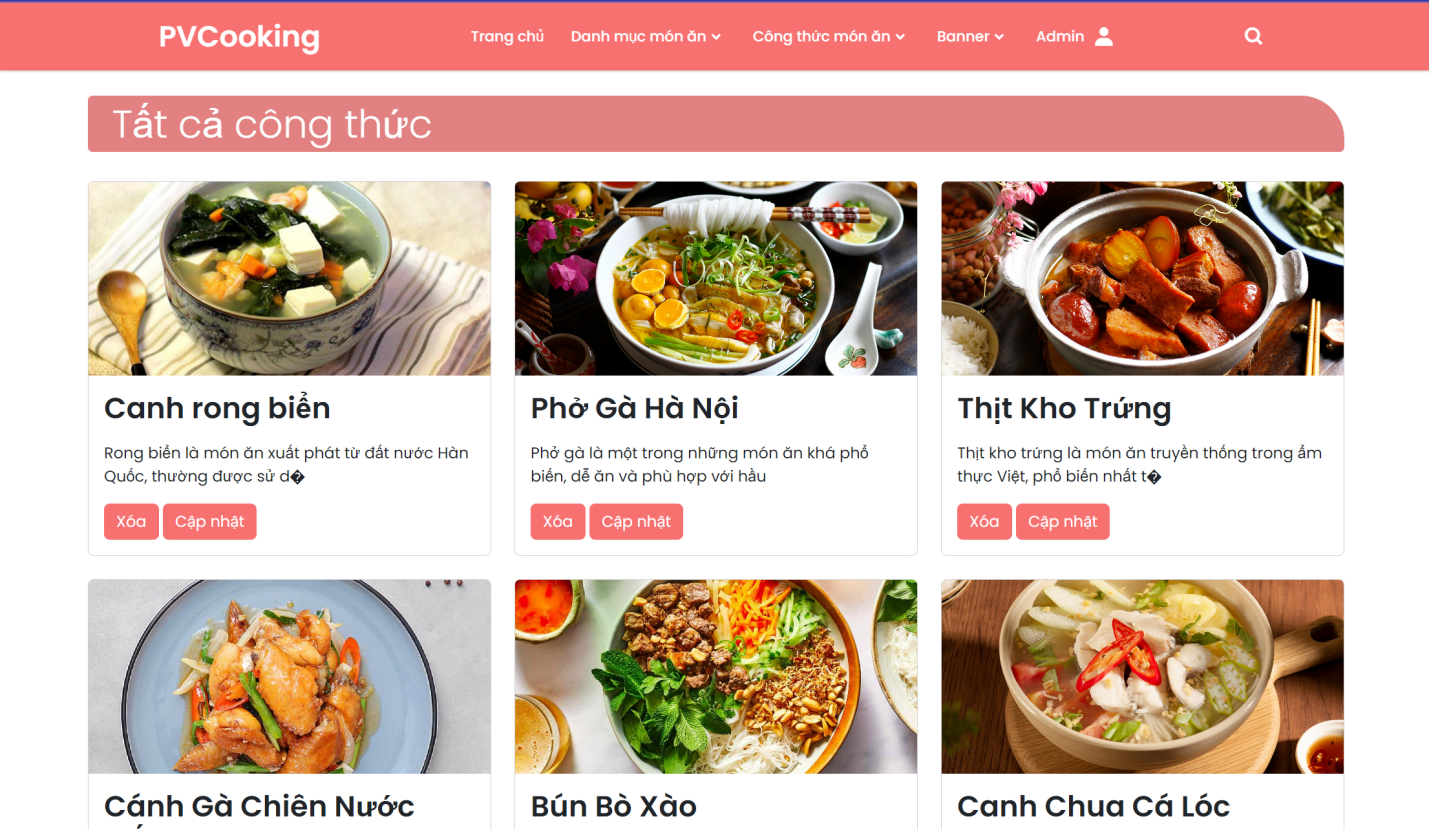 PVCooking
Trang chủ
Danh mục món ăn
Công thức món ăn
Banner
Admin
Tất cả công thức
Canh rong biển
Rong biển là món ăn xuất phát từ đất nước Hàn
Quốc, thường được sử d�
Xóa
Cập nhật
Phở Gà Hà Nội
Phở gà là một trong những món ăn khá phổ
biến, dễ ăn và phù hợp với hầu
Xóa
Cập nhật
Thịt Kho Trứng
Thịt kho trứng là món ăn truyền thống trong ẩm
thực Việt, phổ biến nhất t�
Xóa
Cập nhật
Cánh Gà Chiên Nước
Bún Bò Xào
Canh Chua Cá Lóc